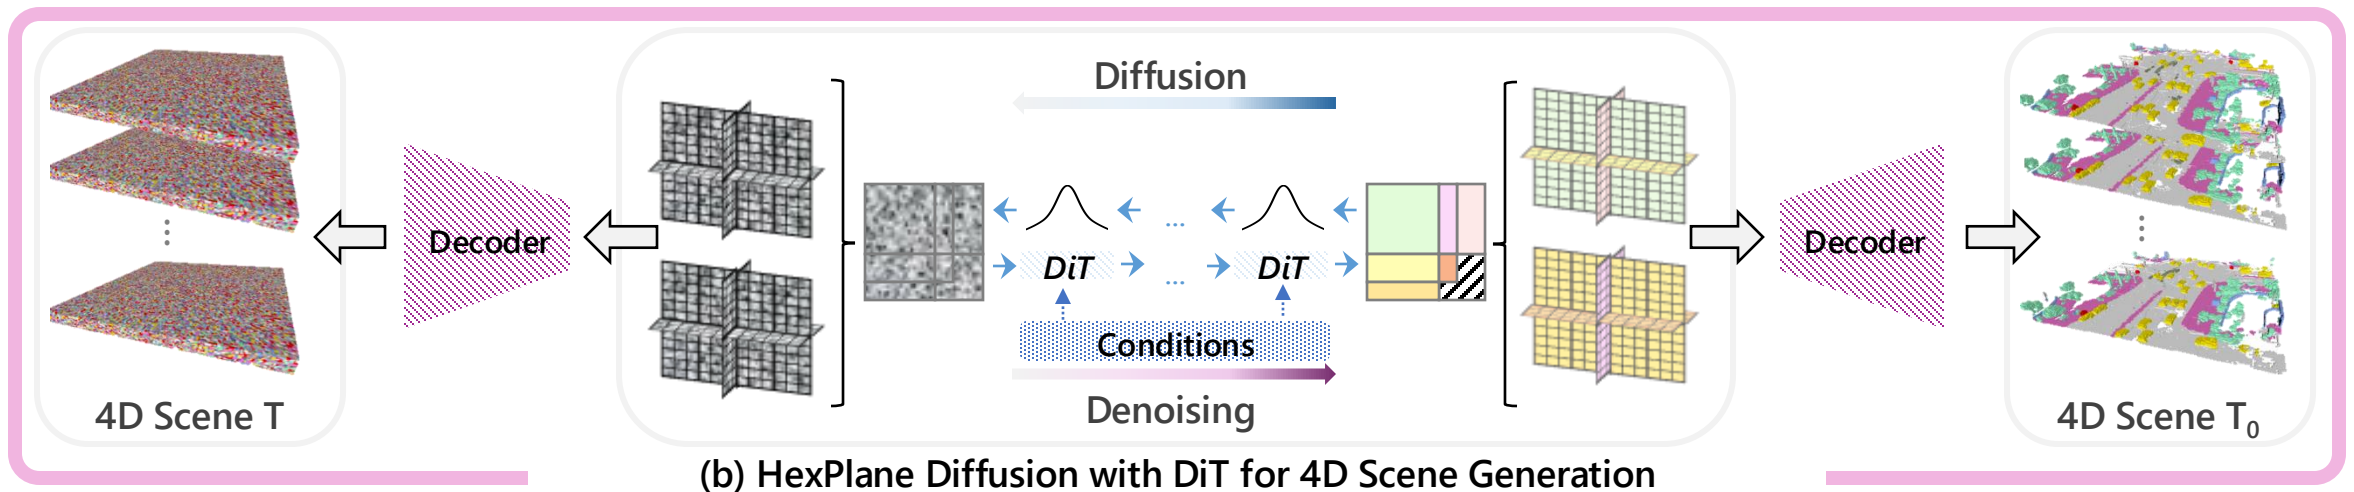 Diffusion
Decoder
DiT
...
DiT
...
Conditions
Denoising
Decoder
4D Scene T
4D Scene T₀
(b) HexPlane Diffusion with DiT for 4D Scene Generation